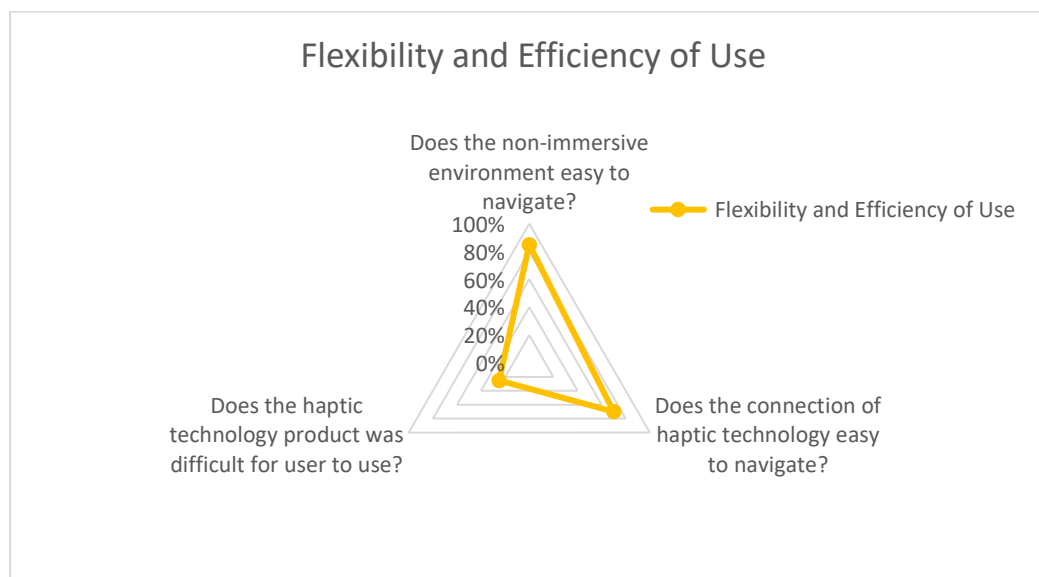 Flexibility and Efficiency of Use
Does the non-immersive
environment easy to
navigate?
Flexibility and Efficiency of Use
100%
80%
60%
40%
20%
0%
Does the haptic
technology product was
difficult for user to use?
Does the connection of
haptic technology easy
to navigate?